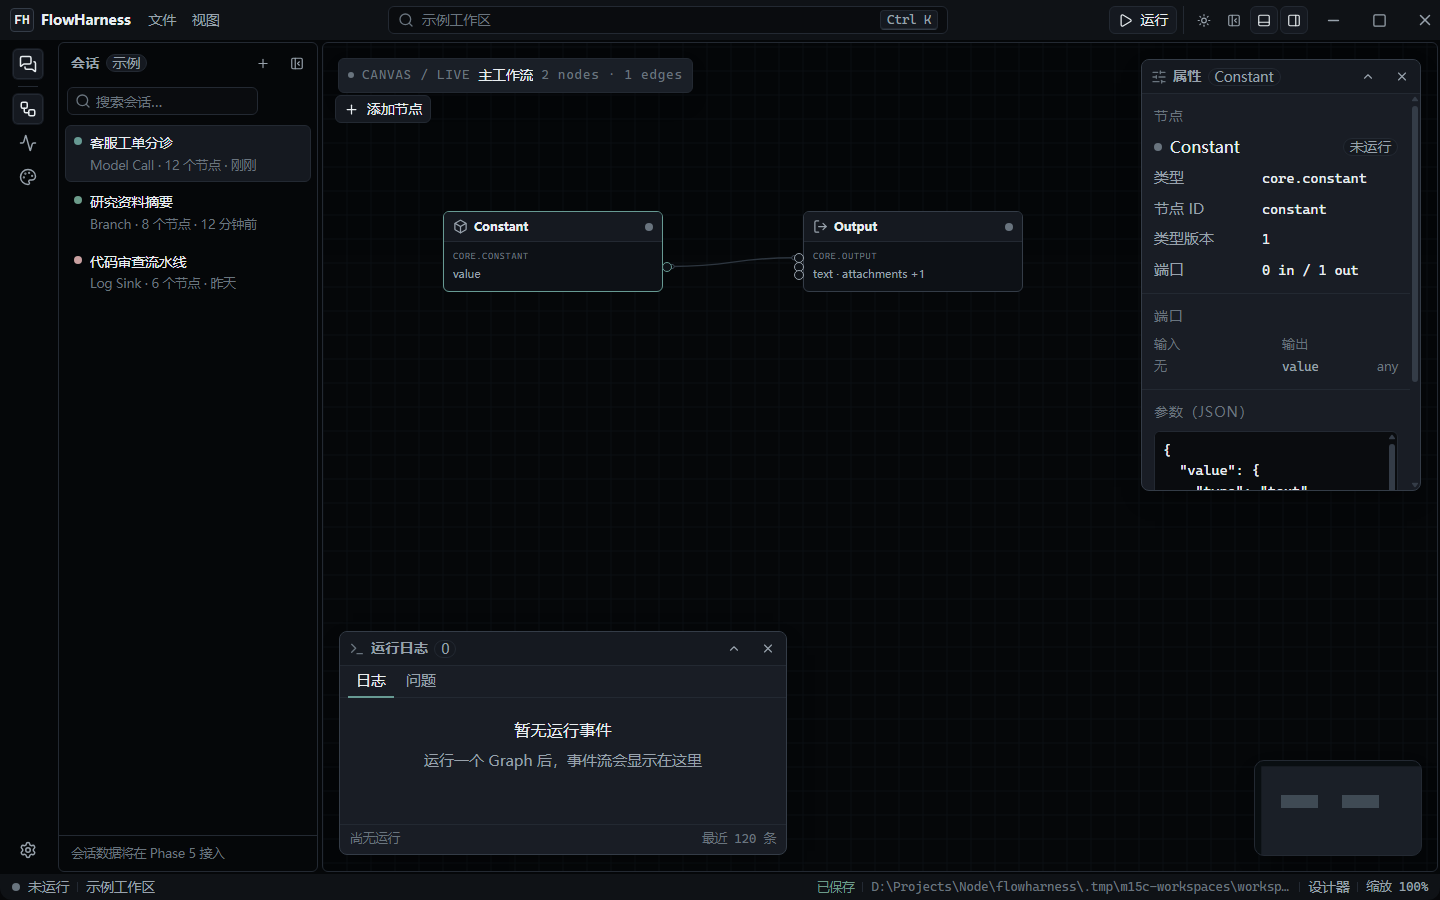 FH FlowHarness 文件 视图
示例工作区 Ctrl K
运行
会话 示例
搜索会话...
客服工单分诊
Model Call · 12 个节点 · 刚刚
研究资料摘要
Branch · 8 个节点 · 12 分钟前
代码审查流水线
Log Sink · 6 个节点 · 昨天
会话数据将在 Phase 5 接入
CANVAS / LIVE 主工作流 2 nodes · 1 edges
添加节点
Constant
CORE.CONSTANT
value
Output
CORE.OUTPUT
text · attachments +1
属性 Constant
节点
Constant 未运行
类型 core.constant
节点 ID constant
类型版本 1
端口 0 in / 1 out
端口
输入 输出
无 value any
参数（JSON）
{
"value": {
"type": "text"
运行日志 0
日志 问题
暂无运行事件
运行一个 Graph 后，事件流会显示在这里
尚无运行 最近 120 条
未运行 示例工作区
已保存 D:\Projects\Node\flowharness\.tmp\m15c-workspaces\worksp… 设计器 缩放 100%